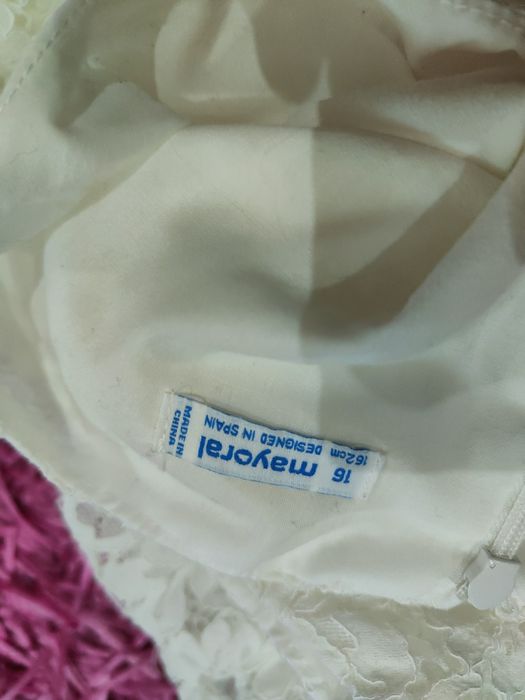 16 mayoral
162cm DESIGNED IN SPAIN
MADE IN
CHINA